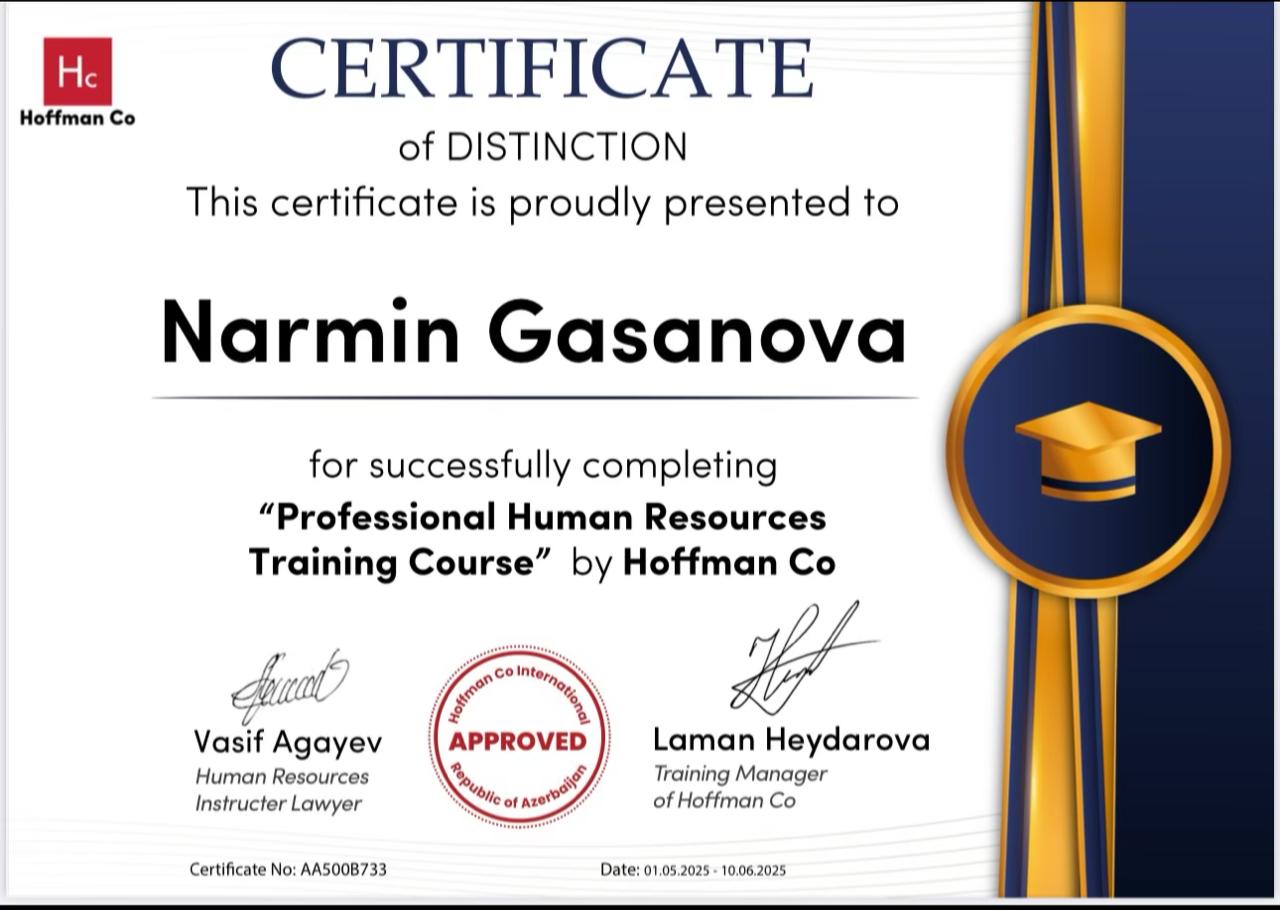 Hc
Hoffman Co
CERTIFICATE
of DISTINCTION
This certificate is proudly presented to
Narmin Gasanova
for successfully completing
“Professional Human Resources
Training Course” by Hoffman Co
Vasif Agayev
Human Resources
Instructer Lawyer
Hoffman Co International
APPROVED
Republic of Azerbaijan
Laman Heydarova
Training Manager
of Hoffman Co
Certificate No: AA500B733
Date: 01.05.2025 - 10.06.2025